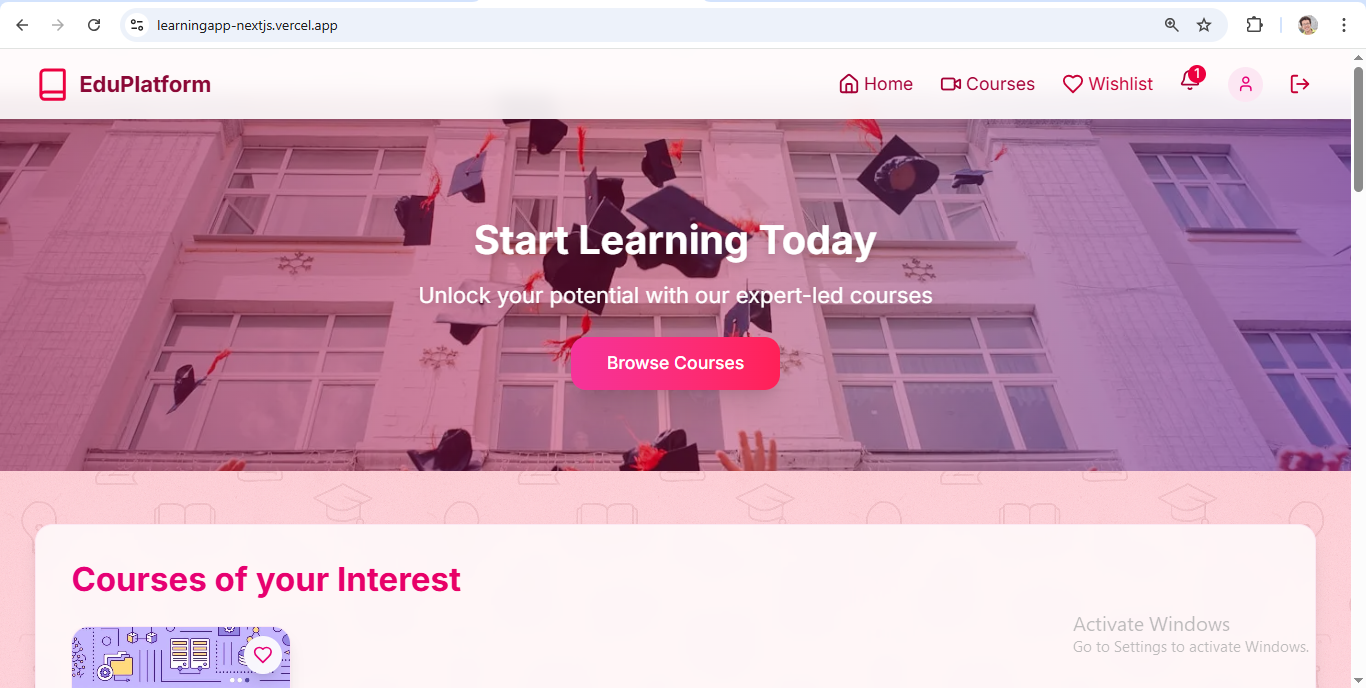 learningapp-nextjs.vercel.app
EduPlatform
Home
Courses
Wishlist
1
Start Learning Today
Unlock your potential with our expert-led courses
Browse Courses
Courses of your Interest
Activate Windows
Go to Settings to activate Windows.